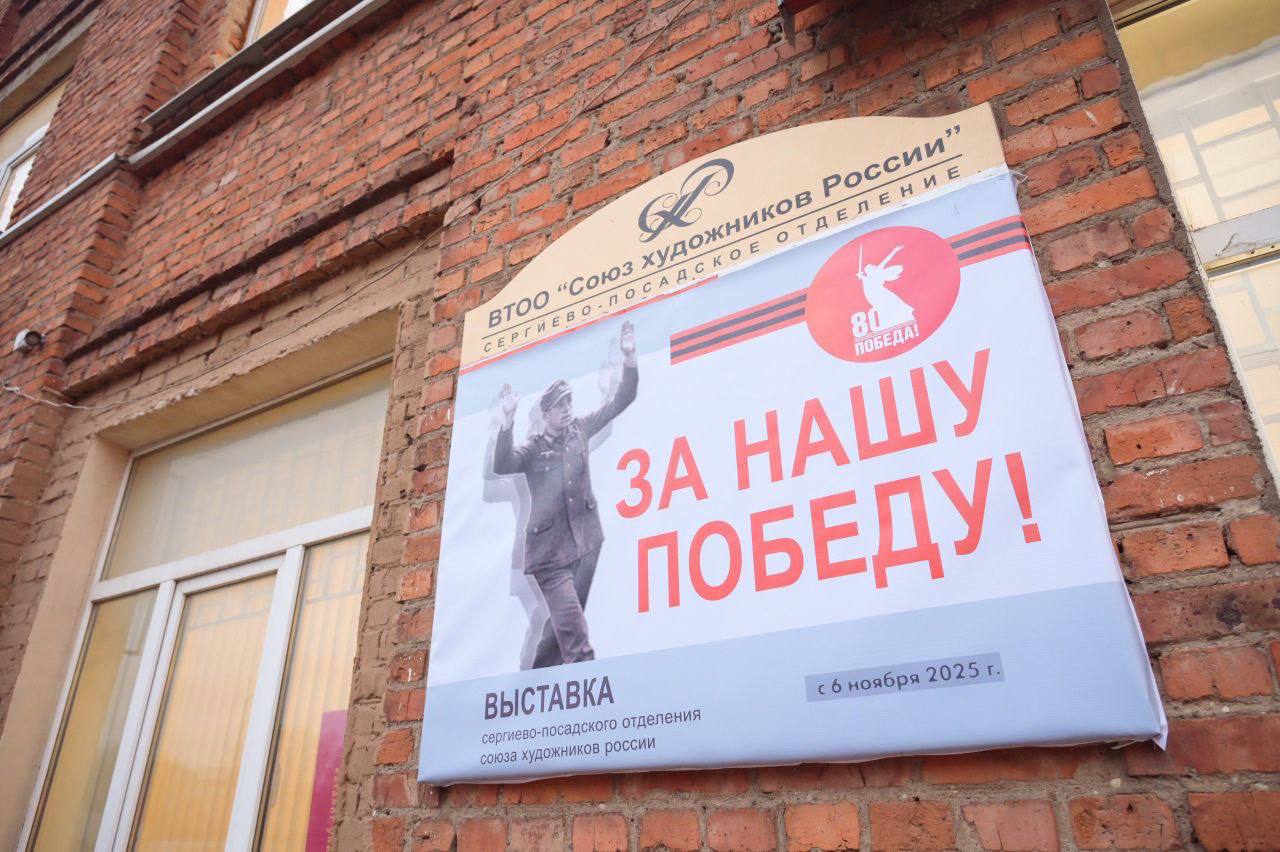 ВТОО “Союз художников России”
СЕРГИЕВО-ПОСАДСКОЕ ОТДЕЛЕНИЕ
80
ПОБЕДА!
ЗА НАШУ
ПОБЕДУ!
ВЫСТАВКА
сергиево-посадского отделения
союза художников россии
с 6 ноября 2025 г.